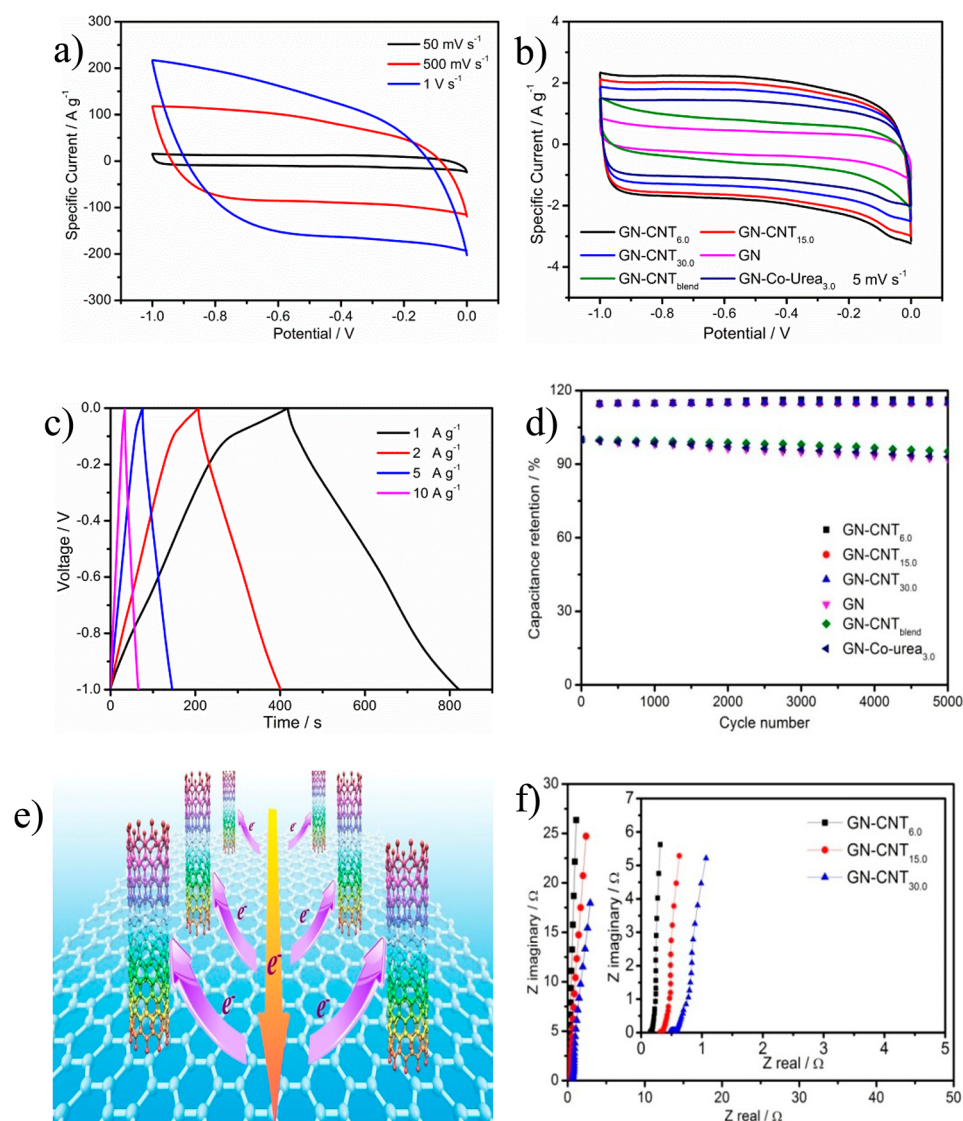 a)
300
200
100
0
-100
-200
-300
Specific Current / A g⁻¹
50 mV s⁻¹
500 mV s⁻¹
1 V s⁻¹
-1.0 -0.8 -0.6 -0.4 -0.2 0.0
Potential / V
b)
4
2
0
-2
-4
Specific Current / A g⁻¹
GN-CNT₆.₀ GN-CNT₁₅.₀
GN-CNT₃₀.₀ GN
GN-CNT_blend GN-Co-Urea₃.₀ 5 mV s⁻¹
-1.0 -0.8 -0.6 -0.4 -0.2 0.0
Potential / V
c)
0.0
-0.2
-0.4
-0.6
-0.8
-1.0
Voltage / V
1 A g⁻¹
2 A g⁻¹
5 A g⁻¹
10 A g⁻¹
0 200 400 600 800
Time / s
d)
120
90
60
30
0
Capacitance retention / %
GN-CNT₆.₀
GN-CNT₁₅.₀
GN-CNT₃₀.₀
GN
GN-CNT_blend
GN-Co-urea₃.₀
0 1000 2000 3000 4000 5000
Cycle number
e)
e⁻ e⁻
e⁻ e⁻
e⁻
e⁻ e⁻
f)
30
25
20
15
10
5
0
Z imaginary / Ω
7
6
5
4
3
2
1
0
Z imaginary / Ω
GN-CNT₆.₀
GN-CNT₁₅.₀
GN-CNT₃₀.₀
0 1 2 3 4 5
Z real / Ω
0 10 20 30 40 50
Z real / Ω